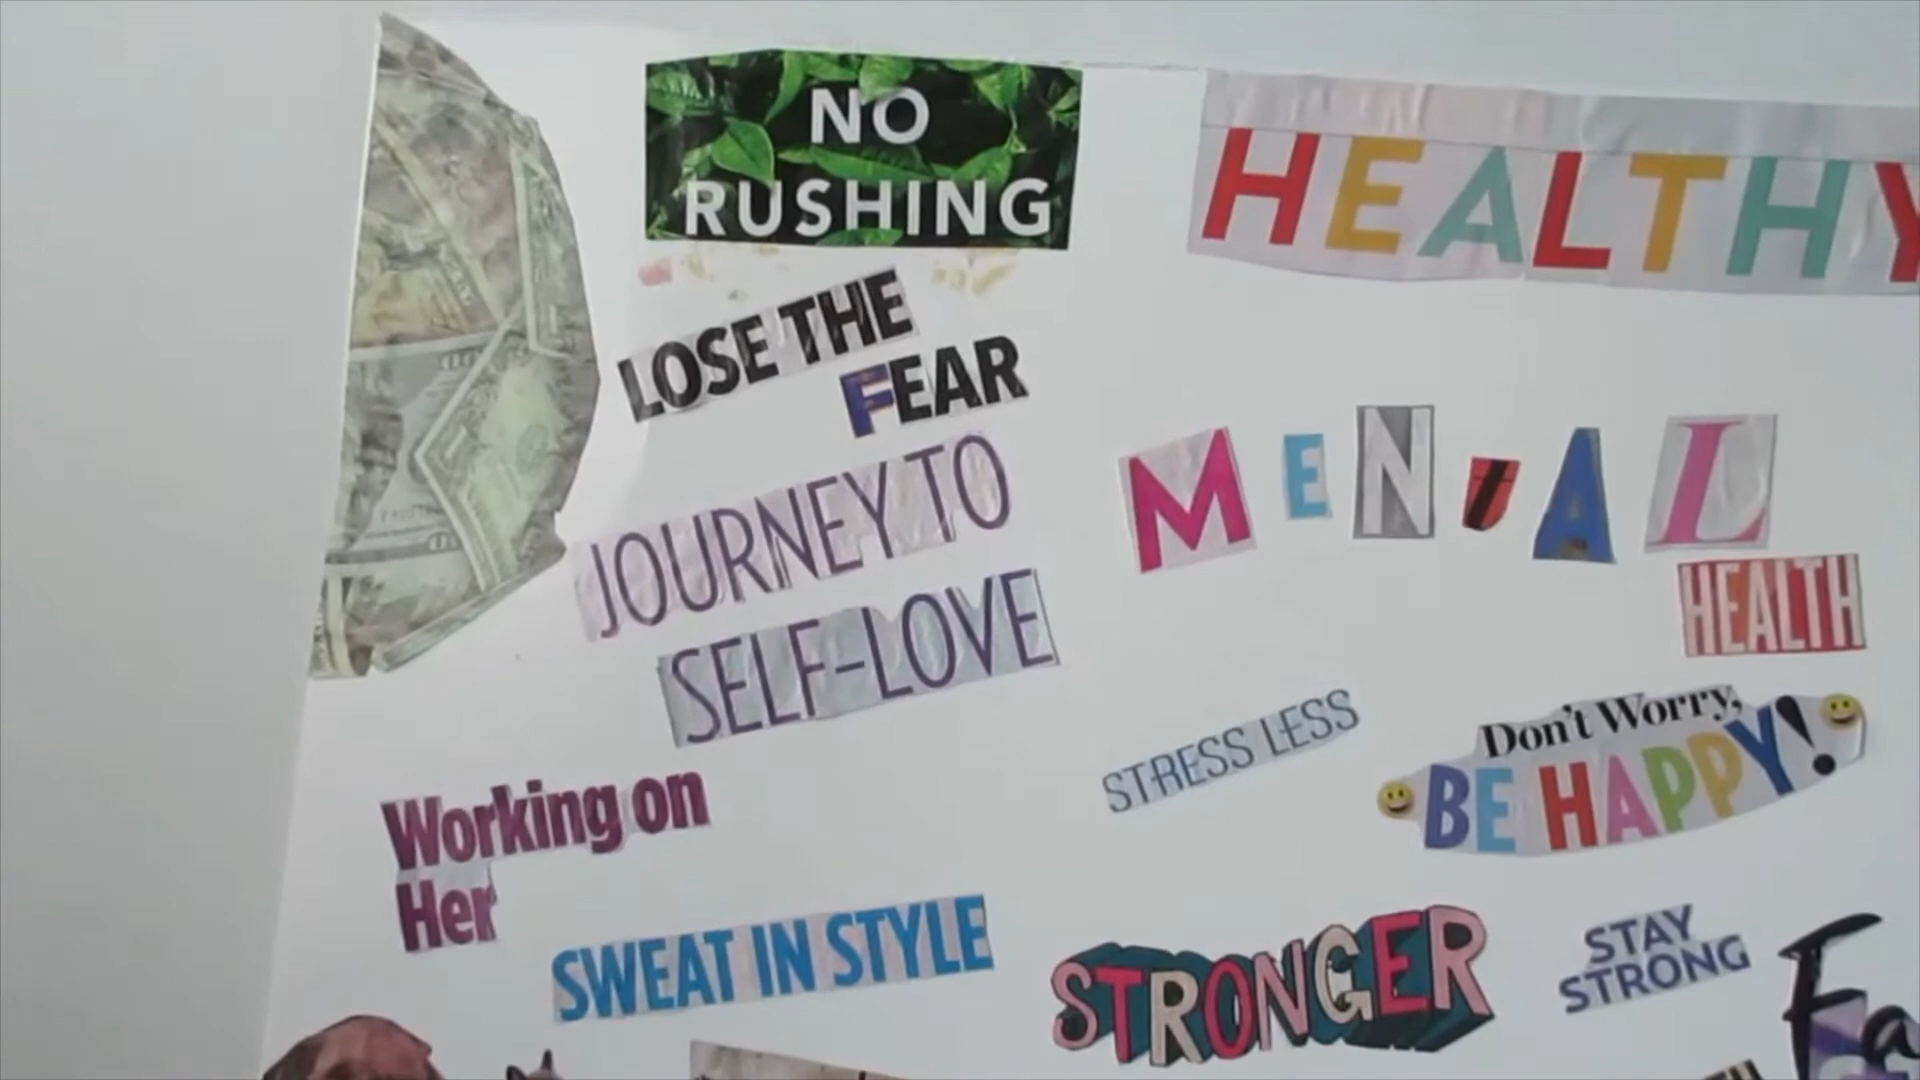 NO
RUSHING
HEALTHY
LOSE THE
FEAR
JOURNEY TO
SELF-LOVE
MENTAL
HEALTH
STRESS LESS
Don't Worry,
BE HAPPY!
Working on
Her
SWEAT IN STYLE
STRONGER
STAY
STRONG
Fa